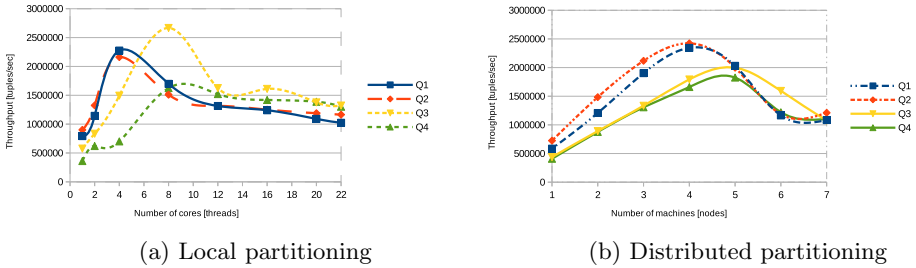 3000000
2500000
2000000
1500000
1000000
500000
0
Throughput [tuples/sec]
0 2 4 6 8 10 12 14 16 18 20 22
Number of cores [threads]
Q1
Q2
Q3
Q4
(a) Local partitioning
3000000
2500000
2000000
1500000
1000000
500000
0
Throughput [tuples/sec]
1 2 3 4 5 6 7
Number of machines [nodes]
Q1
Q2
Q3
Q4
(b) Distributed partitioning